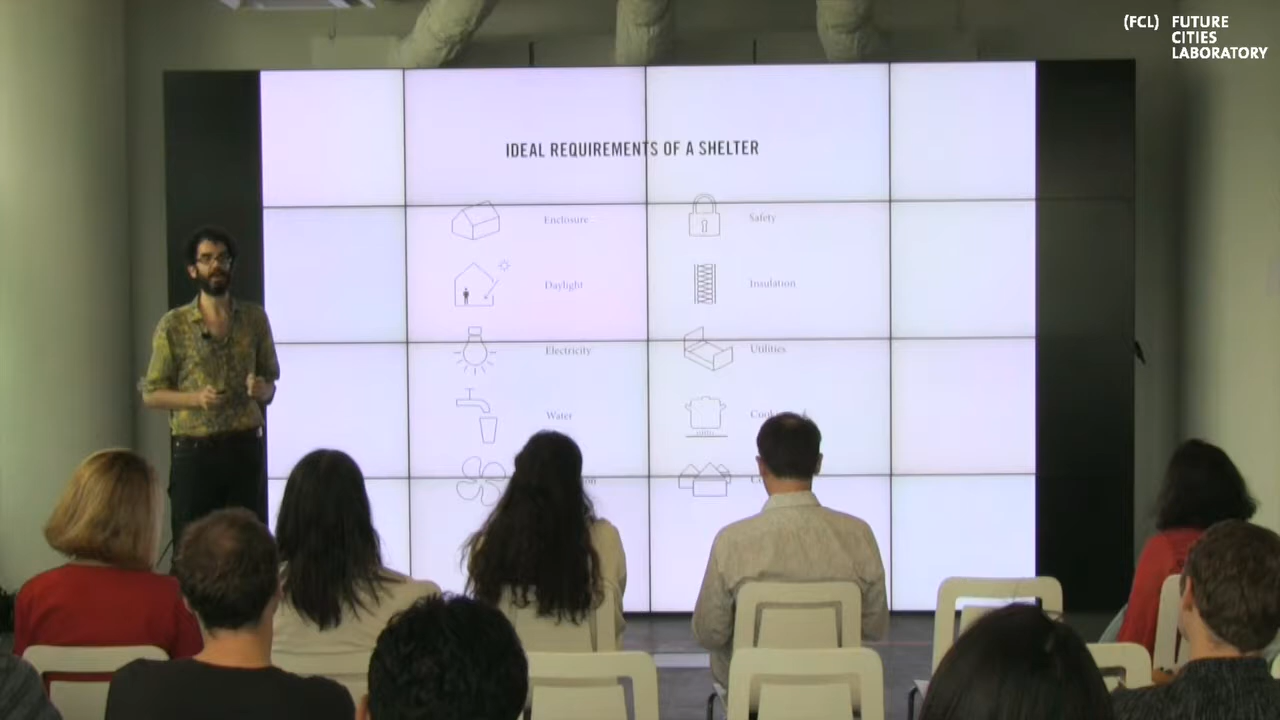 (FCL) FUTURE
CITIES
LABORATORY
IDEAL REQUIREMENTS OF A SHELTER
Enclosure
Safety
Daylight
Insulation
Electricity
Utilities
Water